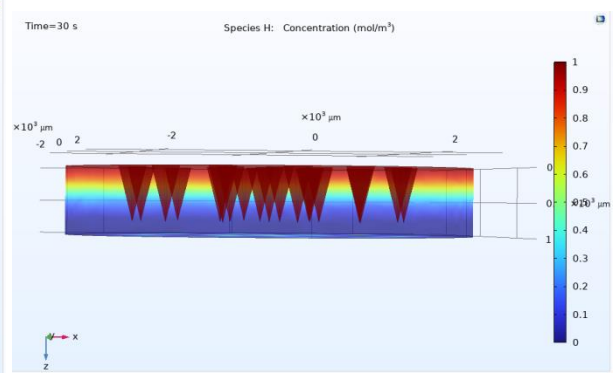 Time=30 s
Species H: Concentration (mol/m³)
×10³ μm
-2 0 2
×10³ μm
-2 0 2
0
1
1
0.9
0.8
0.7
0.6
0.5
0.4
0.3
0.2
0.1
0
y x
z